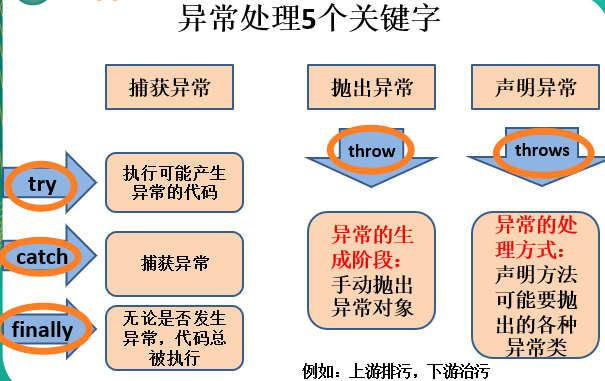 异常处理5个关键字
捕获异常
抛出异常
声明异常
try
执行可能产生
异常的代码
catch
捕获异常
finally
无论是否发生
异常，代码总
被执行
throw
异常的生
成阶段：
手动抛出
异常对象
throws
异常的处
理方式：
声明方法
可能要抛
出的各种
异常类
例如：上游排污，下游治污